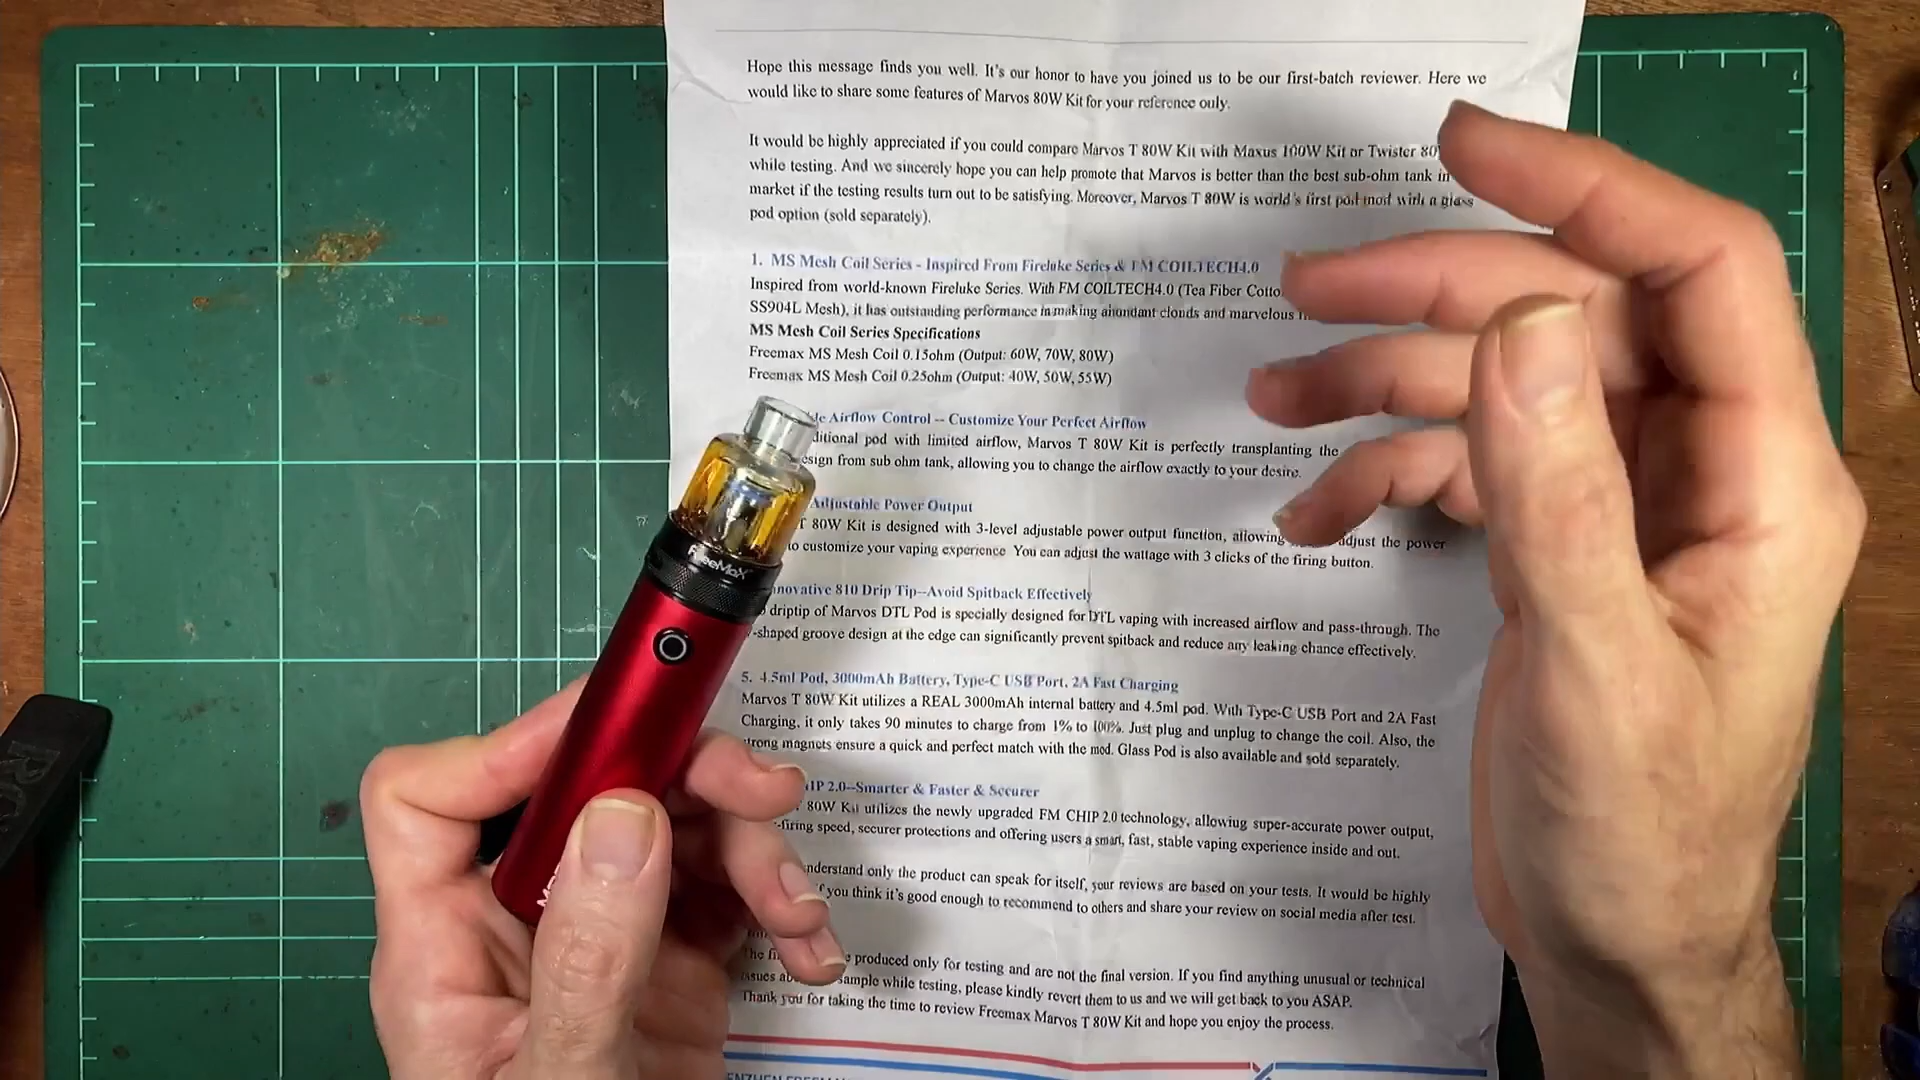 Hope this message finds you well. It's our honor to have you joined us to be our first-batch reviewer. Here we
would like to share some features of Marvos 80W Kit for your reference only.
It would be highly appreciated if you could compare Marvos T 80W Kit with Maxus 100W Kit or Twister 80
while testing. And we sincerely hope you can help promote that Marvos is better than the best sub-ohm tank in
market if the testing results turn out to be satisfying. Moreover, Marvos T 80W is world's first pod mod with a glass
pod option (sold separately).
1. MS Mesh Coil Series - Inspired From Fireluke Series & FM COILTECH4.0
Inspired from world-known Fireluke Series. With FM COILTECH4.0 (Tea Fiber Cotto
SS904L Mesh), it has outstanding performance in making abundant clouds and marvelous
MS Mesh Coil Series Specifications
Freemax MS Mesh Coil 0.15ohm (Output: 60W, 70W, 80W)
Freemax MS Mesh Coil 0.25ohm (Output: 40W, 50W, 55W)
le Airflow Control -- Customize Your Perfect Airflow
ditional pod with limited airflow, Marvos T 80W Kit is perfectly transplanting the
esign from sub ohm tank, allowing you to change the airflow exactly to your desire.
Adjustable Power Output
T 80W Kit is designed with 3-level adjustable power output function, allowing adjust the power
to customize your vaping experience. You can adjust the wattage with 3 clicks of the firing button.
nnovative 810 Drip Tip--Avoid Spitback Effectively
driptip of Marvos DTL Pod is specially designed for DTL vaping with increased airflow and pass-through. The
-shaped groove design at the edge can significantly prevent spitback and reduce any leaking chance effectively.
5. 4.5ml Pod, 3000mAh Battery, Type-C USB Port, 2A Fast Charging
Marvos T 80W Kit utilizes a REAL 3000mAh internal battery and 4.5ml pod. With Type-C USB Port and 2A Fast
Charging, it only takes 90 minutes to charge from 1% to 100%. Just plug and unplug to change the coil. Also, the
strong magnets ensure a quick and perfect match with the mod. Glass Pod is also available and sold separately.
IP 2.0--Smarter & Faster & Securer
80W Kit utilizes the newly upgraded FM CHIP 2.0 technology, allowing super-accurate power output,
-firing speed, securer protections and offering users a smart, fast, stable vaping experience inside and out.
nderstand only the product can speak for itself, your reviews are based on your tests. It would be highly
if you think it's good enough to recommend to others and share your review on social media after test.
The fi e produced only for testing and are not the final version. If you find anything unusual or technical
issues ab sample while testing, please kindly revert them to us and we will get back to you ASAP.
Thank you for taking the time to review Freemax Marvos T 80W Kit and hope you enjoy the process.
FreeMaX